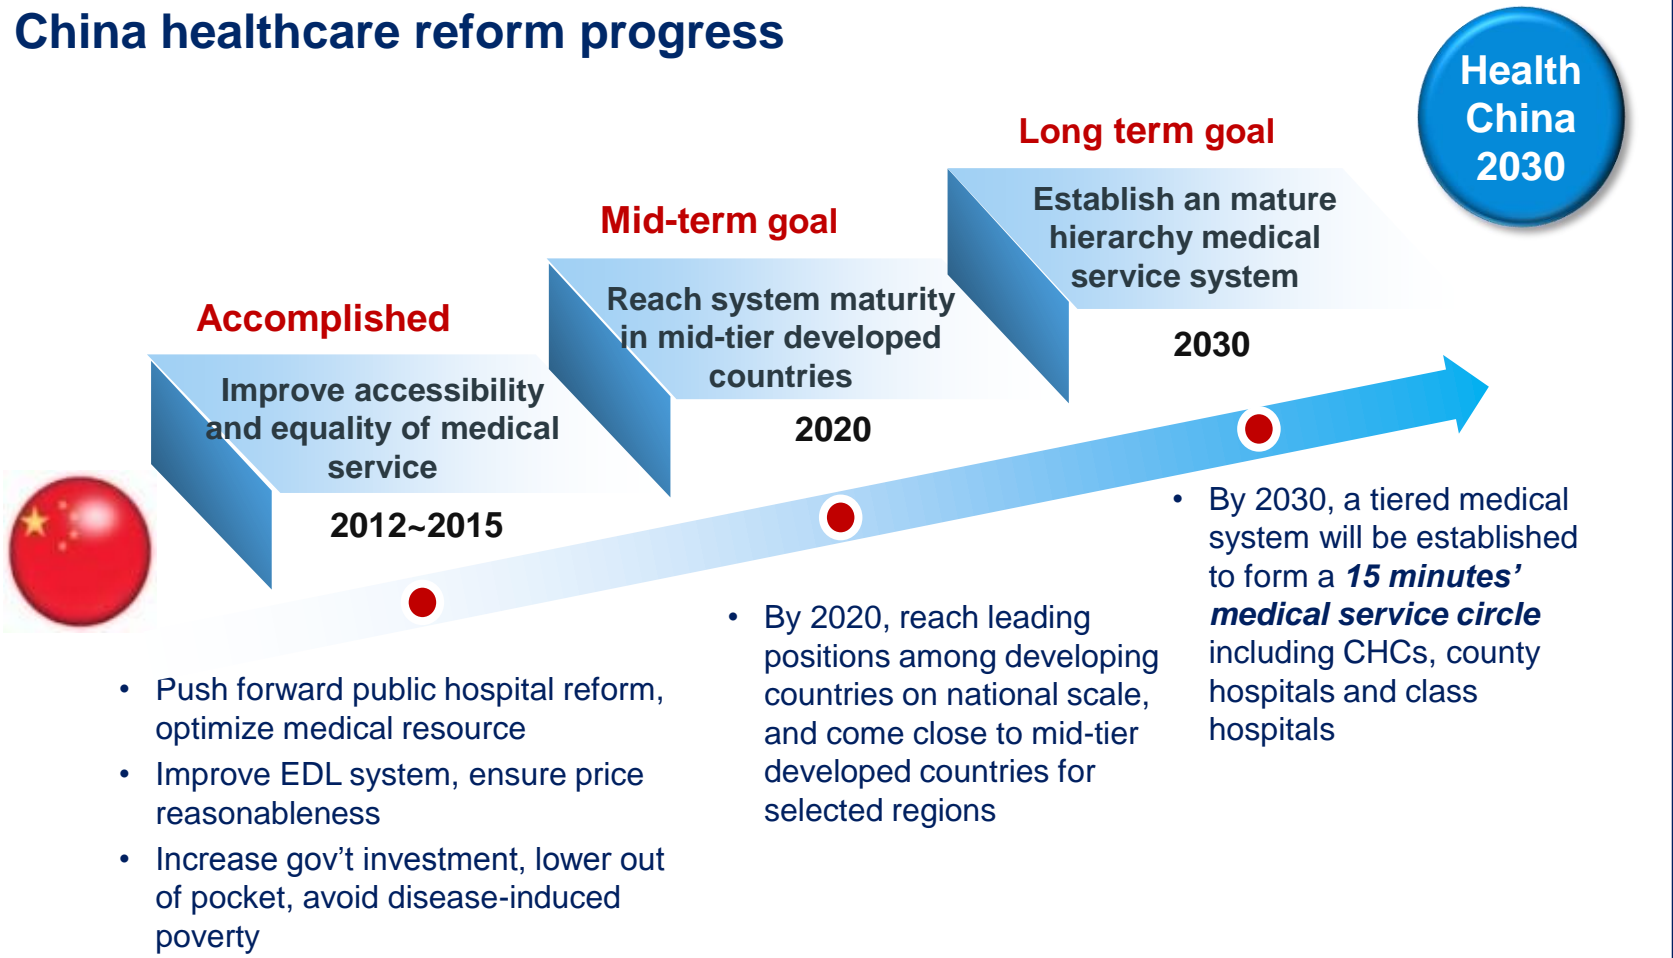 China healthcare reform progress
Health
China
2030
Long term goal
Establish an mature
hierarchy medical
service system
2030
Mid-term goal
Reach system maturity
in mid-tier developed
countries
2020
Accomplished
Improve accessibility
and equality of medical
service
2012~2015
• Push forward public hospital reform,
optimize medical resource
• Improve EDL system, ensure price
reasonableness
• Increase gov’t investment, lower out
of pocket, avoid disease-induced
poverty
• By 2020, reach leading
positions among developing
countries on national scale,
and come close to mid-tier
developed countries for
selected regions
• By 2030, a tiered medical
system will be established
to form a 15 minutes’
medical service circle
including CHCs, county
hospitals and class
hospitals